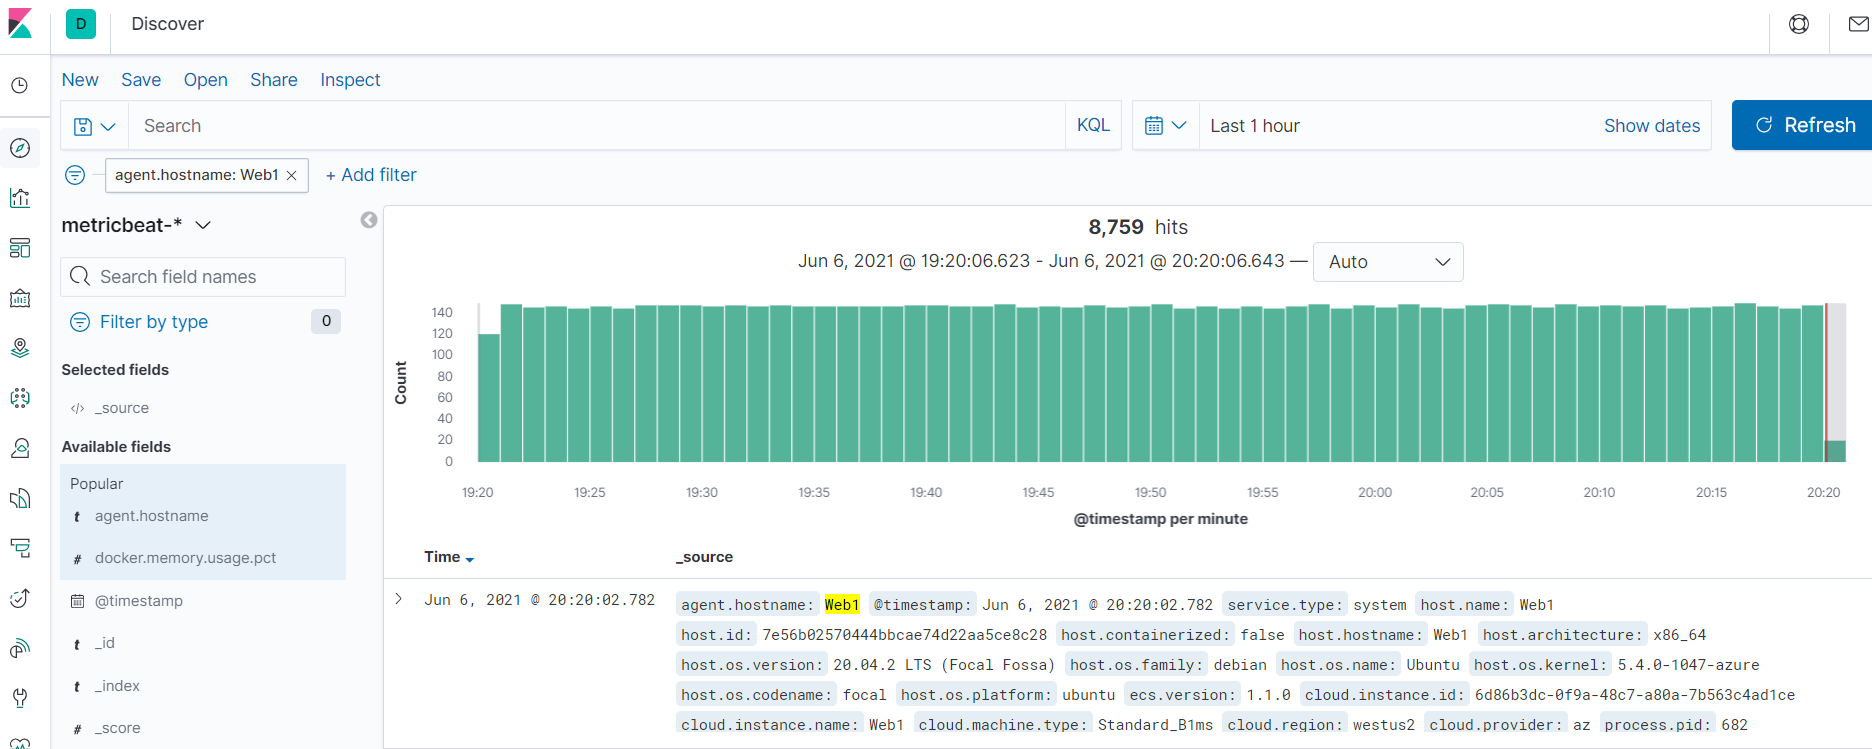 D Discover
New Save Open Share Inspect
Search KQL Last 1 hour Show dates Refresh
agent.hostname: Web1 × + Add filter
metricbeat-*
Search field names
Filter by type 0
Selected fields
</> _source
Available fields
Popular
t agent.hostname
# docker.memory.usage.pct
@timestamp
t _id
t _index
# _score
8,759 hits
Jun 6, 2021 @ 19:20:06.623 - Jun 6, 2021 @ 20:20:06.643 — Auto
Count
140
120
100
80
60
40
20
0
19:20 19:25 19:30 19:35 19:40 19:45 19:50 19:55 20:00 20:05 20:10 20:15 20:20
@timestamp per minute
Time _source
Jun 6, 2021 @ 20:20:02.782 agent.hostname: Web1 @timestamp: Jun 6, 2021 @ 20:20:02.782 service.type: system host.name: Web1
host.id: 7e56b02570444bbcae74d22aa5ce8c28 host.containerized: false host.hostname: Web1 host.architecture: x86_64
host.os.version: 20.04.2 LTS (Focal Fossa) host.os.family: debian host.os.name: Ubuntu host.os.kernel: 5.4.0-1047-azure
host.os.codename: focal host.os.platform: ubuntu ecs.version: 1.1.0 cloud.instance.id: 6d86b3dc-0f9a-48c7-a80a-7b563c4ad1ce
cloud.instance.name: Web1 cloud.machine.type: Standard_B1ms cloud.region: westus2 cloud.provider: az process.pid: 682